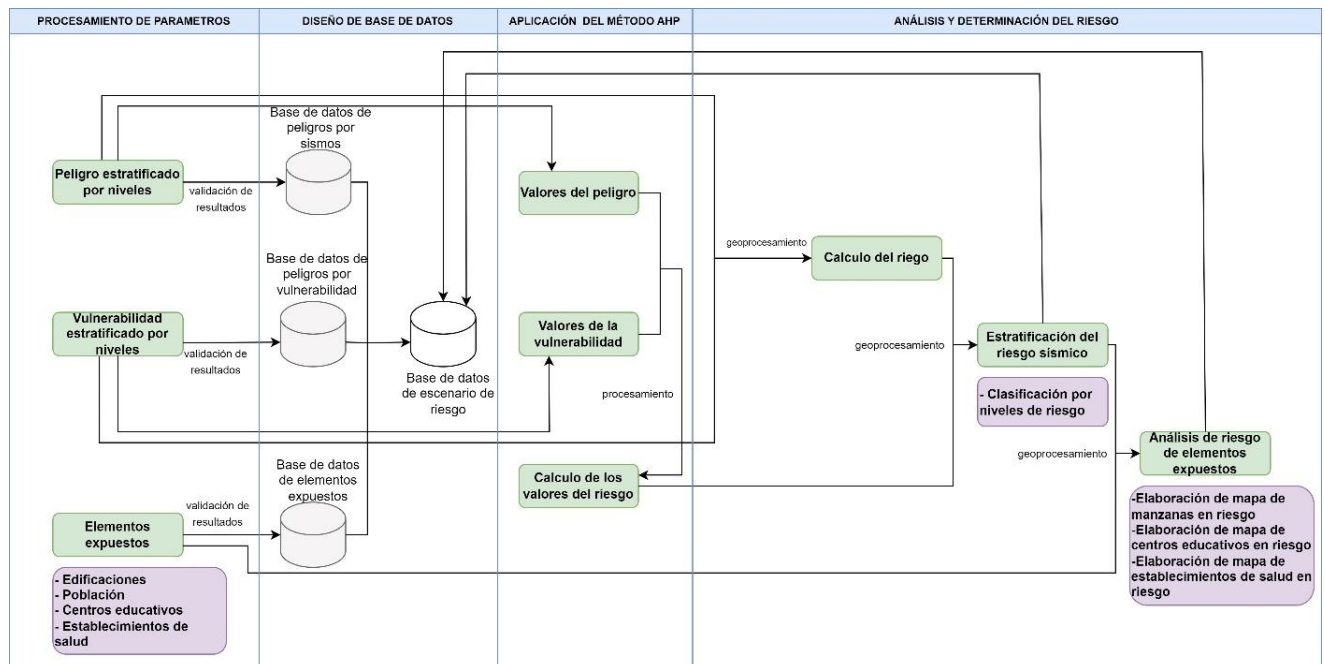 PROCESAMIENTO DE PARAMETROS
DISEÑO DE BASE DE DATOS
APLICACIÓN DEL MÉTODO AHP
ANÁLISIS Y DETERMINACIÓN DEL RIESGO
Peligro estratificado
por niveles
validación de
resultados
Vulnerabilidad
estratificado por
niveles
validación de
resultados
Elementos
expuestos
validación de
resultados
- Edificaciones
- Población
- Centros educativos
- Establecimientos de
salud
Base de datos de
peligros por
sismos
Base de datos
de peligros por
vulnerabilidad
Base de datos
de escenario de
riesgo
Base de datos
de elementos
expuestos
Valores del peligro
Valores de la
vulnerabilidad
procesamiento
Calculo de los
valores del riesgo
geoprocesamiento
Calculo del riego
geoprocesamiento
Estratificación del
riesgo sísmico
- Clasificación por
niveles de riesgo
geoprocesamiento
Análisis de riesgo
de elementos
expuestos
-Elaboración de mapa de
manzanas en riesgo
-Elaboración de mapa de
centros educativos en riesgo
-Elaboración de mapa de
establecimientos de salud en
riesgo